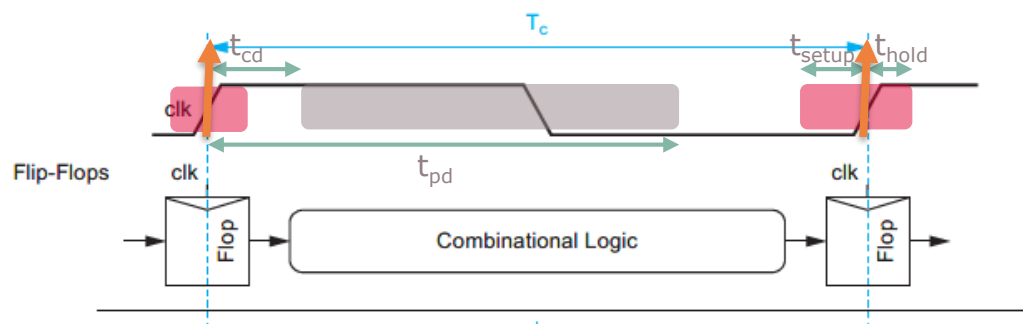 Tc
tcd
tsetup
thold
clk
tpd
Flip-Flops
clk
clk
Flop
Combinational Logic
Flop